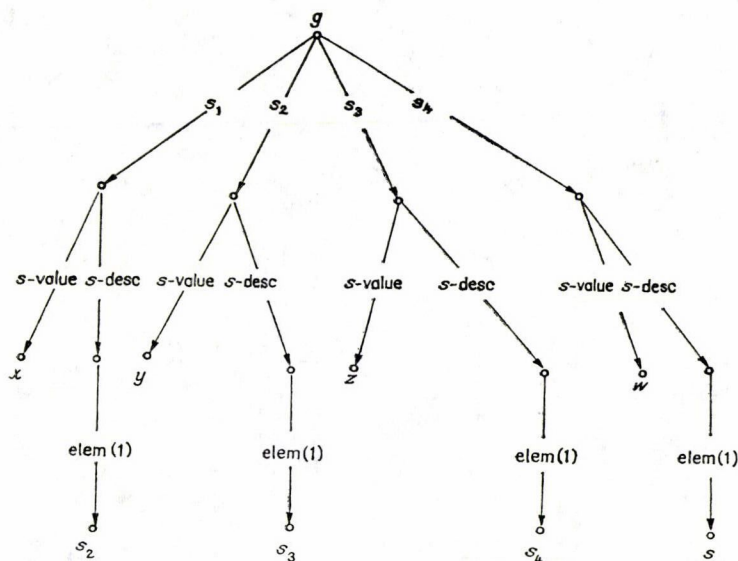 g
s₁ s₂ s₃ s₄
s-value s-desc s-value s-desc s-value s-desc s-value s-desc
x y z w
elem (1) elem (1) elem (1) elem (1)
s₂ s₃ s₄ s